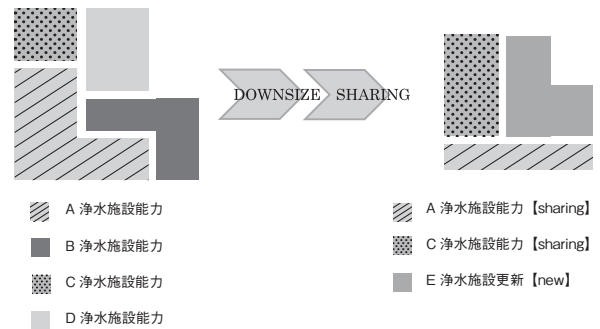 DOWNSIZE SHARING
A 浄水施設能力
B 浄水施設能力
C 浄水施設能力
D 浄水施設能力
A 浄水施設能力【sharing】
C 浄水施設能力【sharing】
E 浄水施設更新【new】